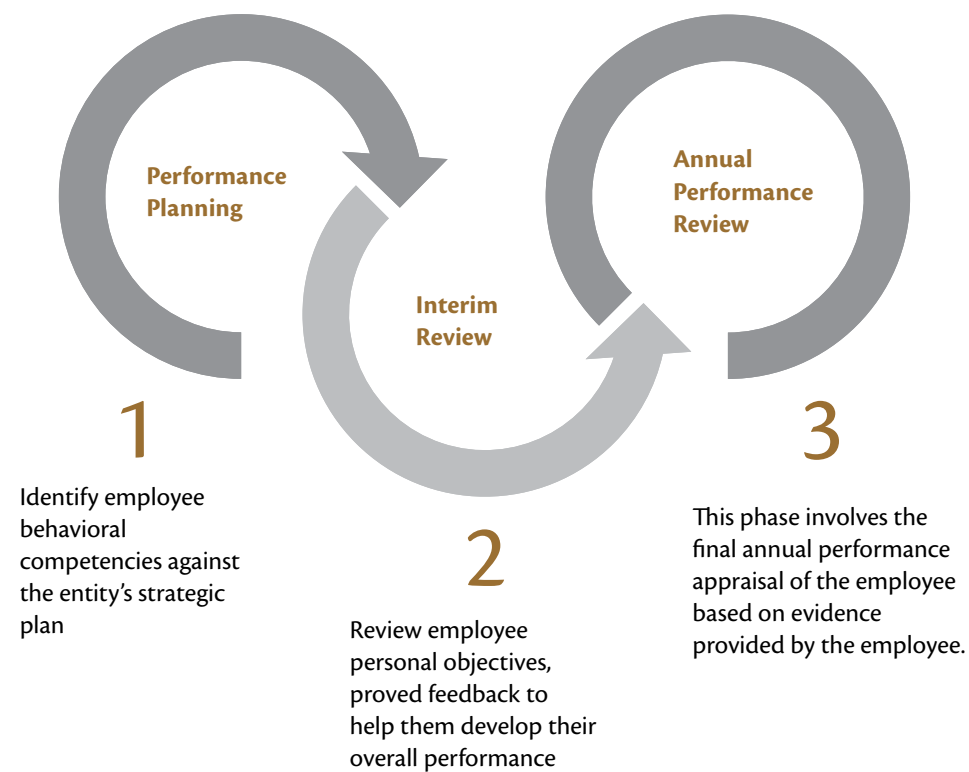 Performance
Planning
Interim
Review
Annual
Performance
Review
1
Identify employee
behavioral
competencies against
the entity’s strategic
plan
2
Review employee
personal objectives,
proved feedback to
help them develop their
overall performance
3
This phase involves the
final annual performance
appraisal of the employee
based on evidence
provided by the employee.